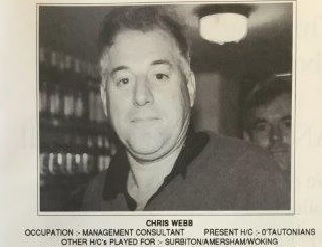 CHRIS WEBB
OCCUPATION :- MANAGEMENT CONSULTANT PRESENT H/C :- O'TAUTONIANS
OTHER H/C's PLAYED FOR :- SURBITON/AMERSHAM/WOKING